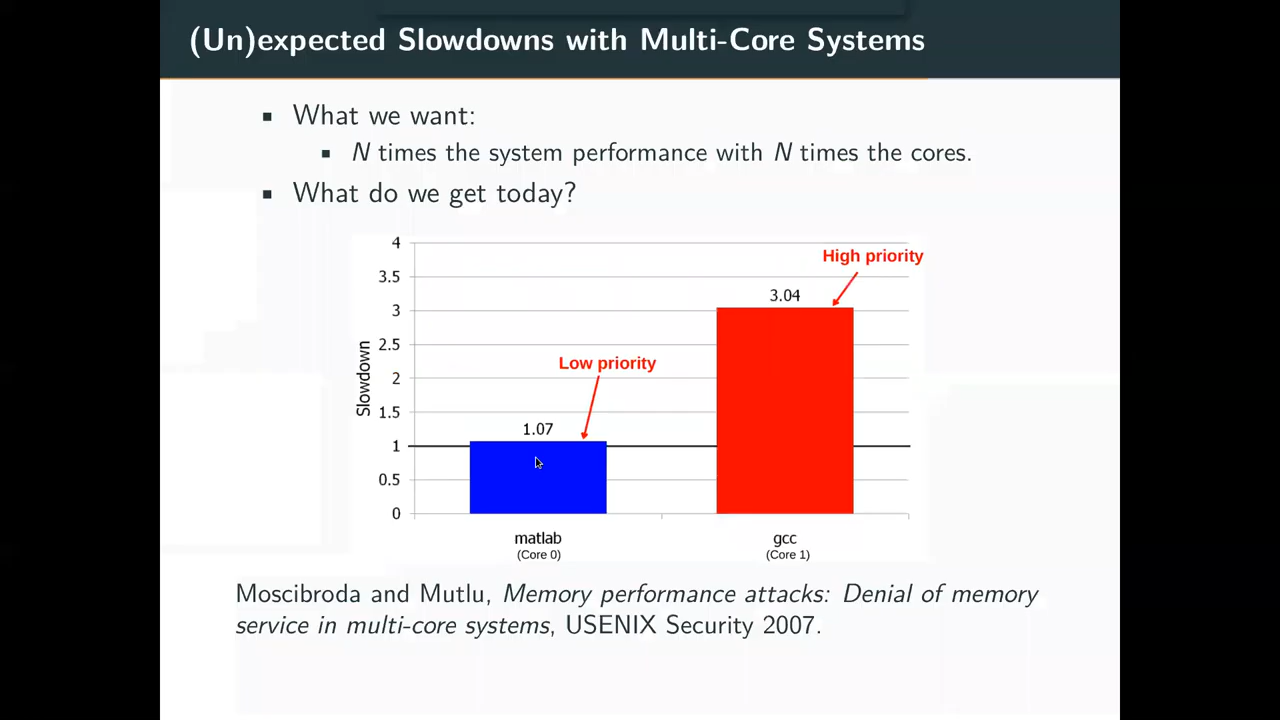 (Un)expected Slowdowns with Multi-Core Systems
▪ What we want:
▪ N times the system performance with N times the cores.
▪ What do we get today?
4
3.5
3
2.5
2
1.5
1
0.5
0
Slowdown
High priority
3.04
Low priority
1.07
matlab
(Core 0)
gcc
(Core 1)
Moscibroda and Mutlu, Memory performance attacks: Denial of memory
service in multi-core systems, USENIX Security 2007.